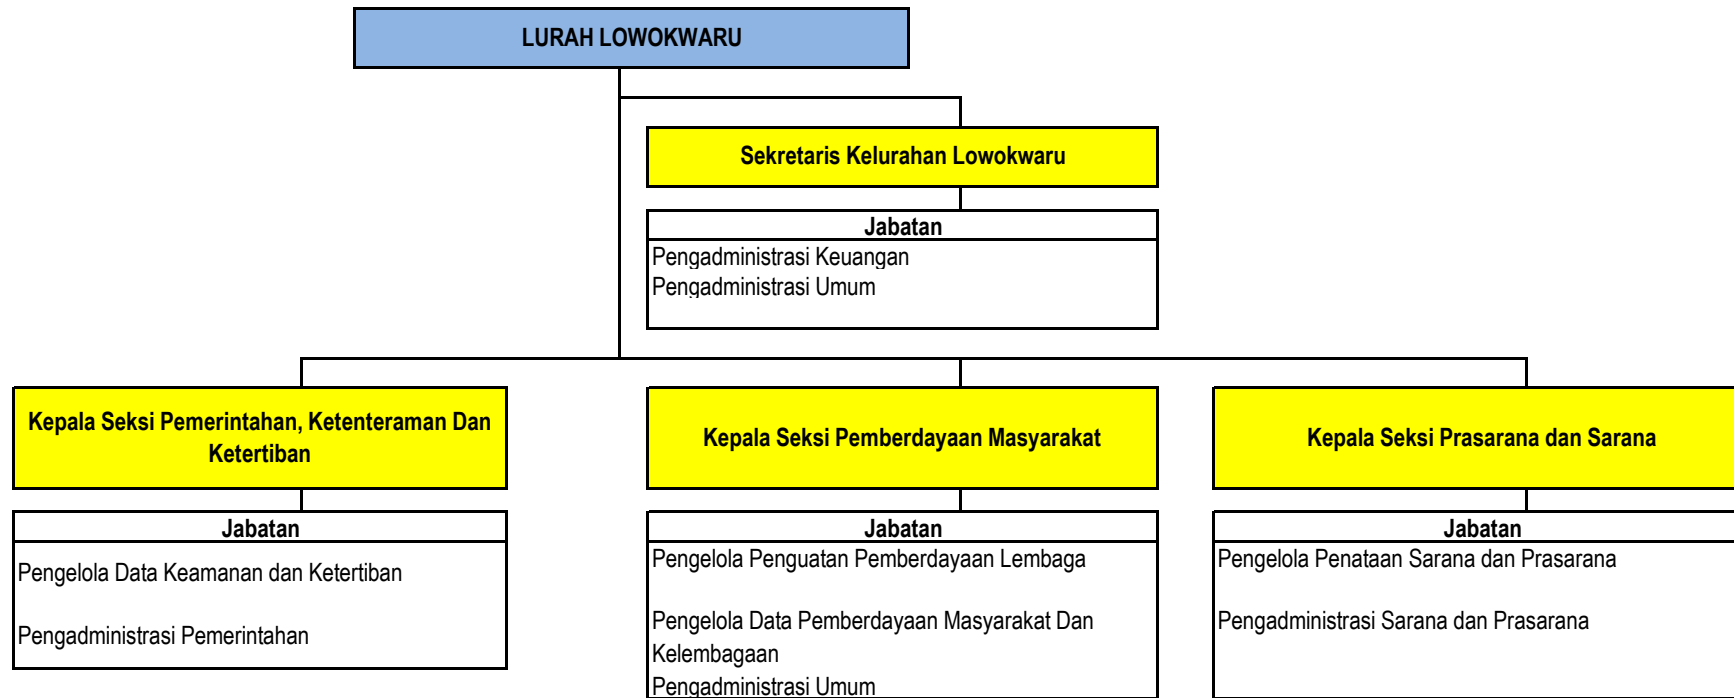 LURAH LOWOKWARU
Sekretaris Kelurahan Lowokwaru
Jabatan
Pengadministrasi Keuangan
Pengadministrasi Umum
Kepala Seksi Pemerintahan, Ketenteraman Dan
Ketertiban
Jabatan
Pengelola Data Keamanan dan Ketertiban
Pengadministrasi Pemerintahan
Kepala Seksi Pemberdayaan Masyarakat
Jabatan
Pengelola Penguatan Pemberdayaan Lembaga
Pengelola Data Pemberdayaan Masyarakat Dan
Kelembagaan
Pengadministrasi Umum
Kepala Seksi Prasarana dan Sarana
Jabatan
Pengelola Penataan Sarana dan Prasarana
Pengadministrasi Sarana dan Prasarana